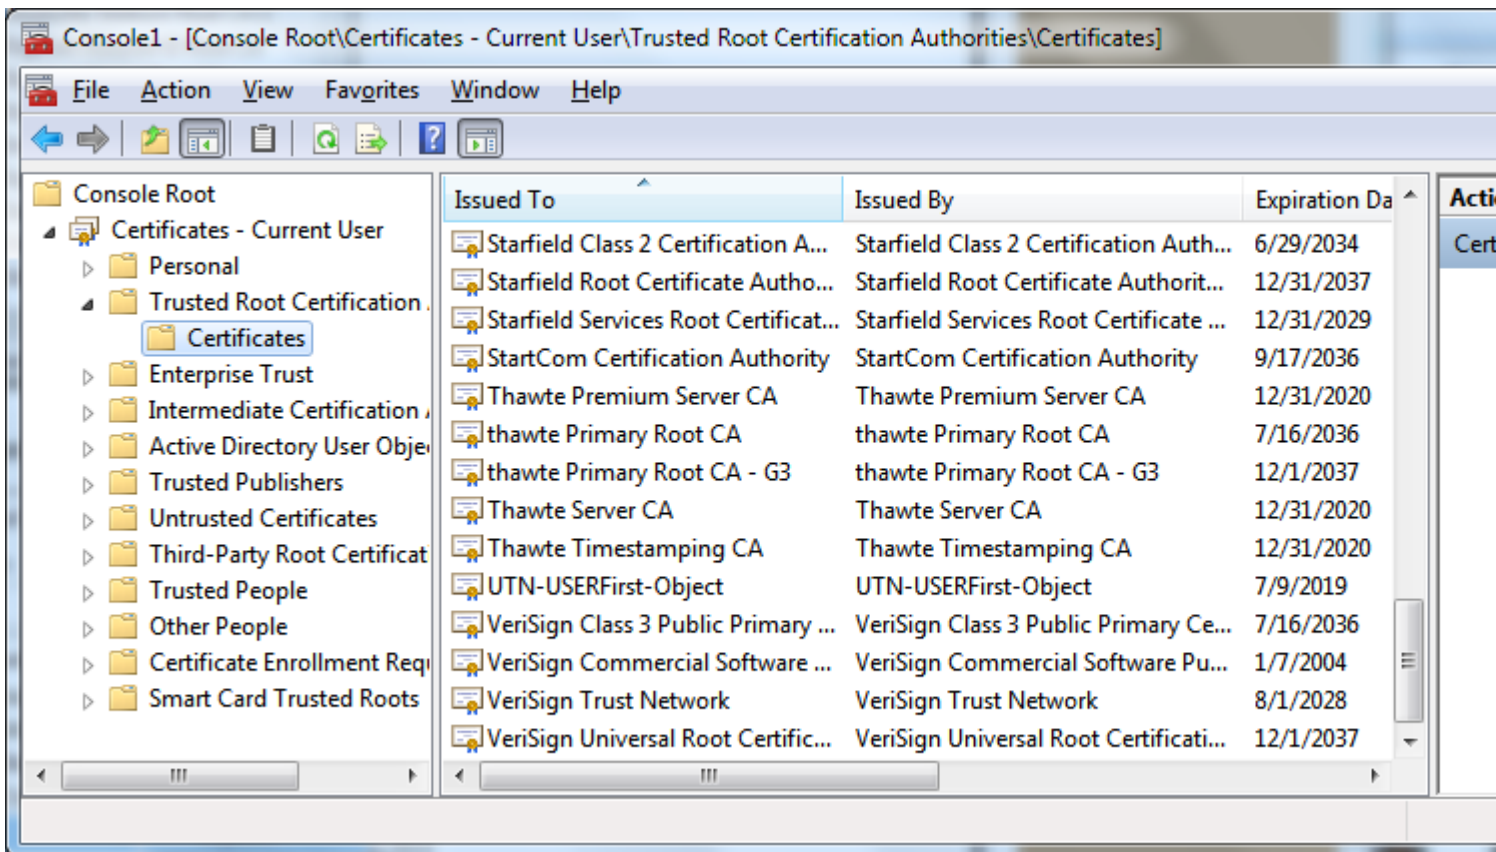 Console1 - [Console Root\Certificates - Current User\Trusted Root Certification Authorities\Certificates]
File Action View Favorites Window Help
Console Root
Certificates - Current User
Personal
Trusted Root Certification
Certificates
Enterprise Trust
Intermediate Certification
Active Directory User Obje
Trusted Publishers
Untrusted Certificates
Third-Party Root Certificat
Trusted People
Other People
Certificate Enrollment Requ
Smart Card Trusted Roots
Issued To Issued By Expiration Da
Starfield Class 2 Certification A... Starfield Class 2 Certification Auth... 6/29/2034
Starfield Root Certificate Autho... Starfield Root Certificate Authorit... 12/31/2037
Starfield Services Root Certificat... Starfield Services Root Certificate ... 12/31/2029
StartCom Certification Authority StartCom Certification Authority 9/17/2036
Thawte Premium Server CA Thawte Premium Server CA 12/31/2020
thawte Primary Root CA thawte Primary Root CA 7/16/2036
thawte Primary Root CA - G3 thawte Primary Root CA - G3 12/1/2037
Thawte Server CA Thawte Server CA 12/31/2020
Thawte Timestamping CA Thawte Timestamping CA 12/31/2020
UTN-USERFirst-Object UTN-USERFirst-Object 7/9/2019
VeriSign Class 3 Public Primary ... VeriSign Class 3 Public Primary Ce... 7/16/2036
VeriSign Commercial Software ... VeriSign Commercial Software Pu... 1/7/2004
VeriSign Trust Network VeriSign Trust Network 8/1/2028
VeriSign Universal Root Certific... VeriSign Universal Root Certificati... 12/1/2037
Acti
Cert